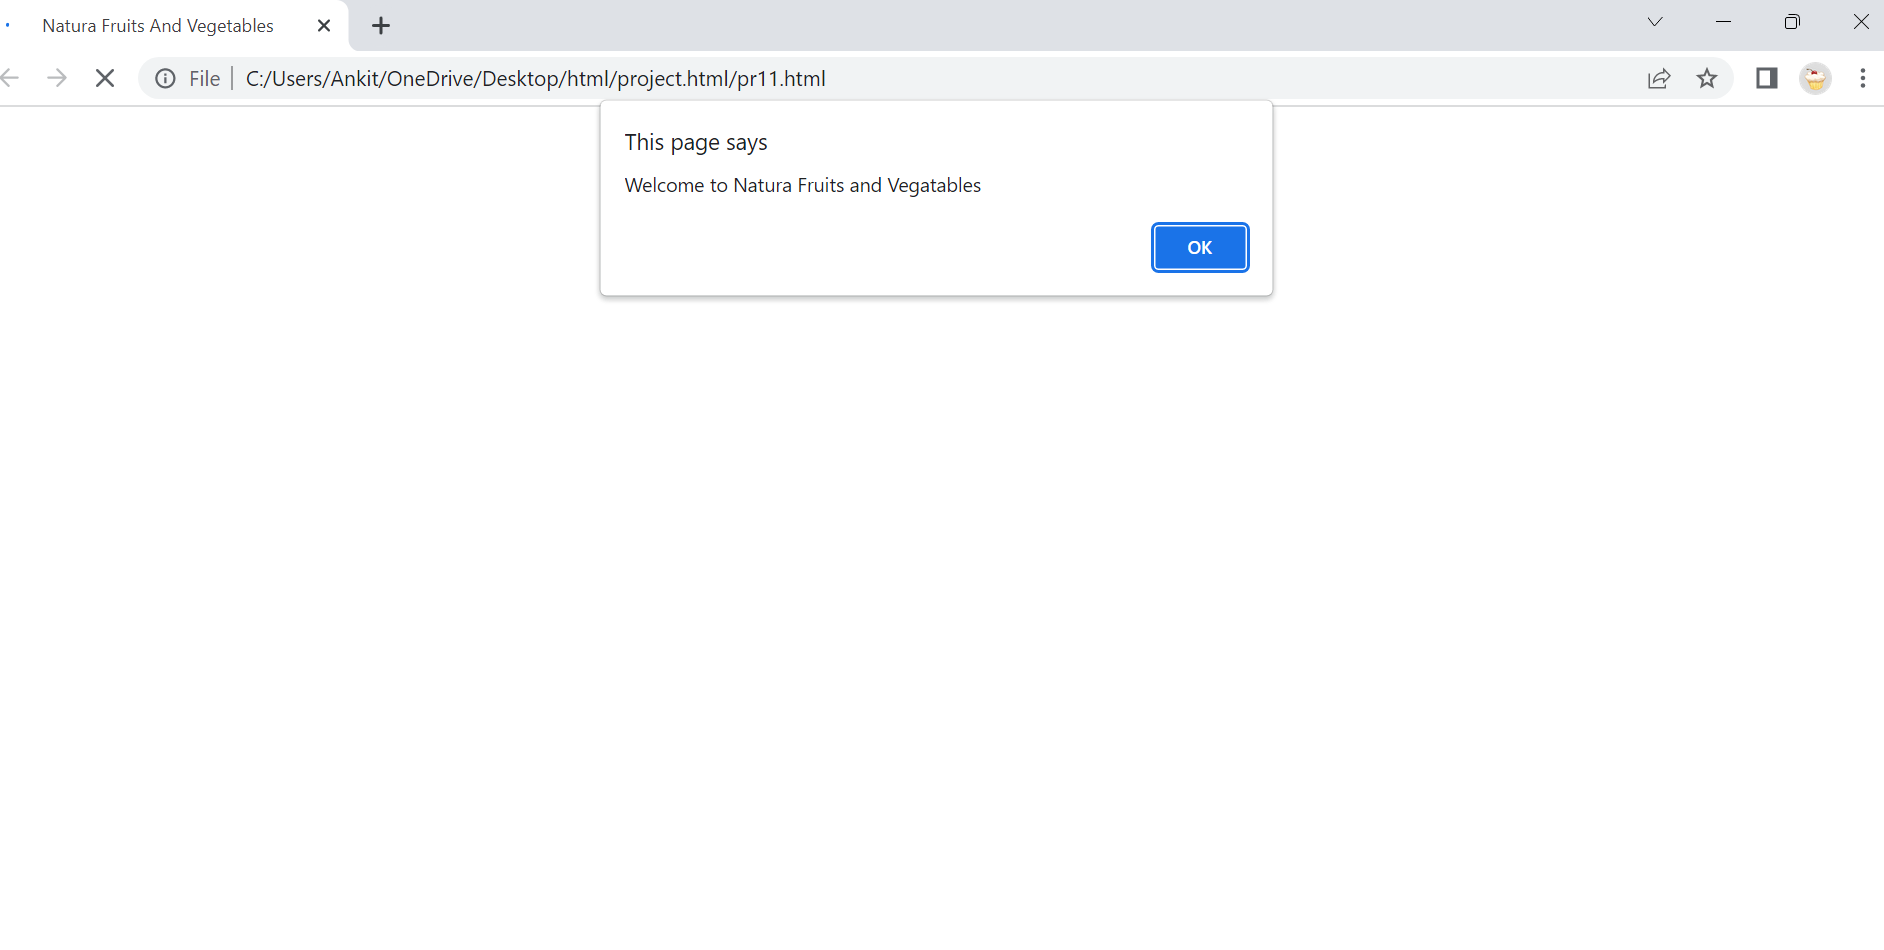 Natura Fruits And Vegetables
File C:/Users/Ankit/OneDrive/Desktop/html/project.html/pr11.html
This page says
Welcome to Natura Fruits and Vegatables
OK